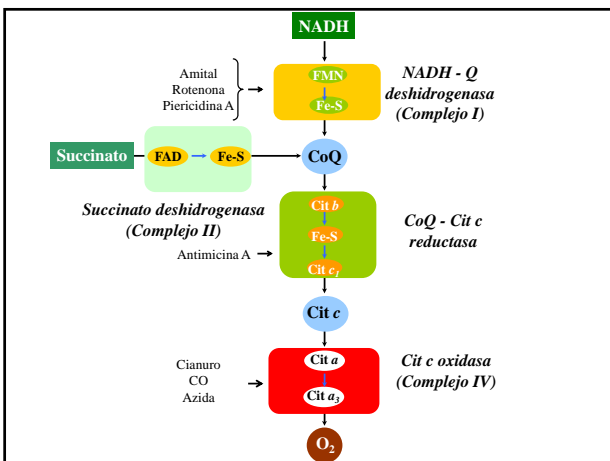 NADH
Amital
Rotenona
Piericidina A
FMN
Fe-S
NADH - Q
deshidrogenasa
(Complejo I)
Succinato
FAD
Fe-S
CoQ
Succinato deshidrogenasa
(Complejo II)
Cit b
Fe-S
Cit c1
CoQ - Cit c
reductasa
Antimicina A
Cit c
Cianuro
CO
Azida
Cit a
Cit a3
Cit c oxidasa
(Complejo IV)
O2